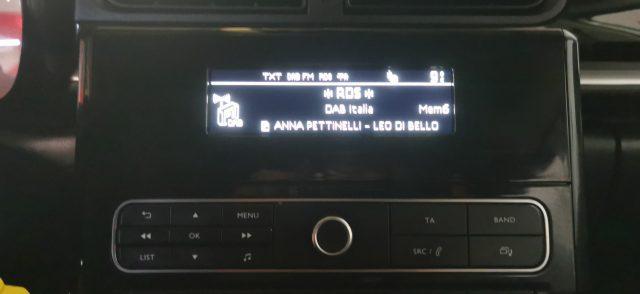 TXT DAB FM RDS TA
* RDS *
DAB Italia Mem6
DAB
ANNA PETTINELLI - LEO DI BELLO
MENU
TA BAND
OK
SRC /
LIST